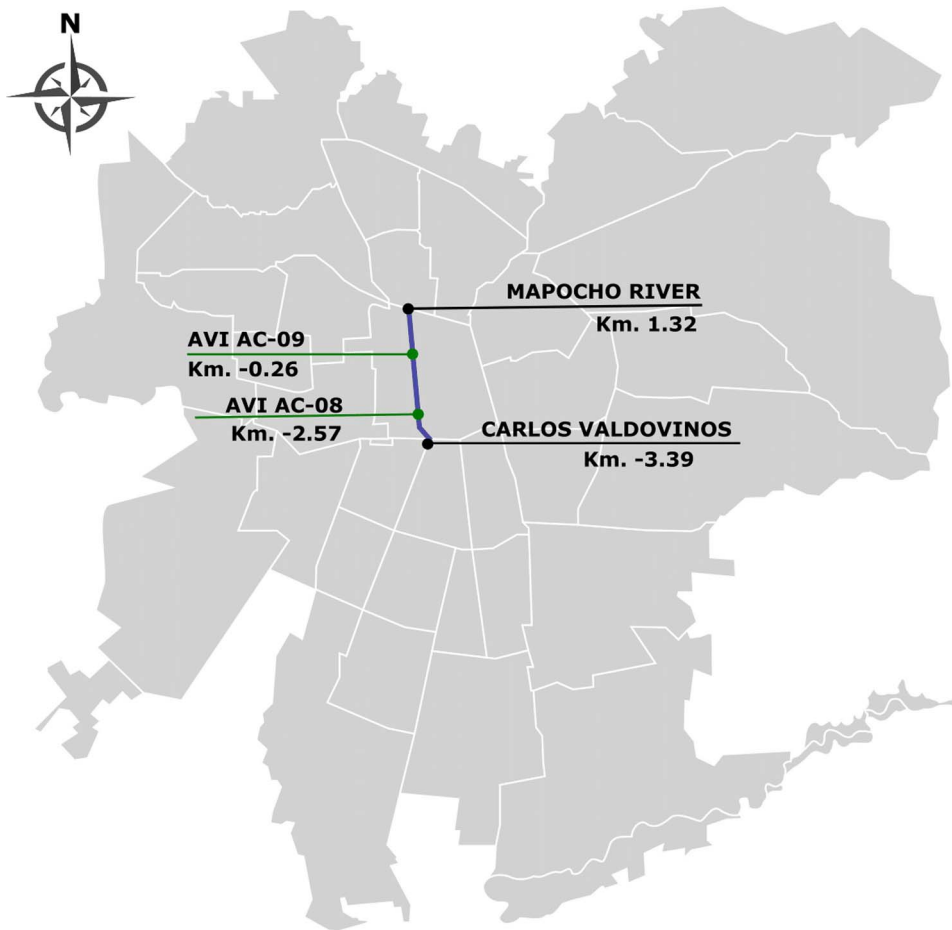 N
MAPOCHO RIVER
Km. 1.32
AVI AC-09
Km. -0.26
AVI AC-08
Km. -2.57
CARLOS VALDOVINOS
Km. -3.39